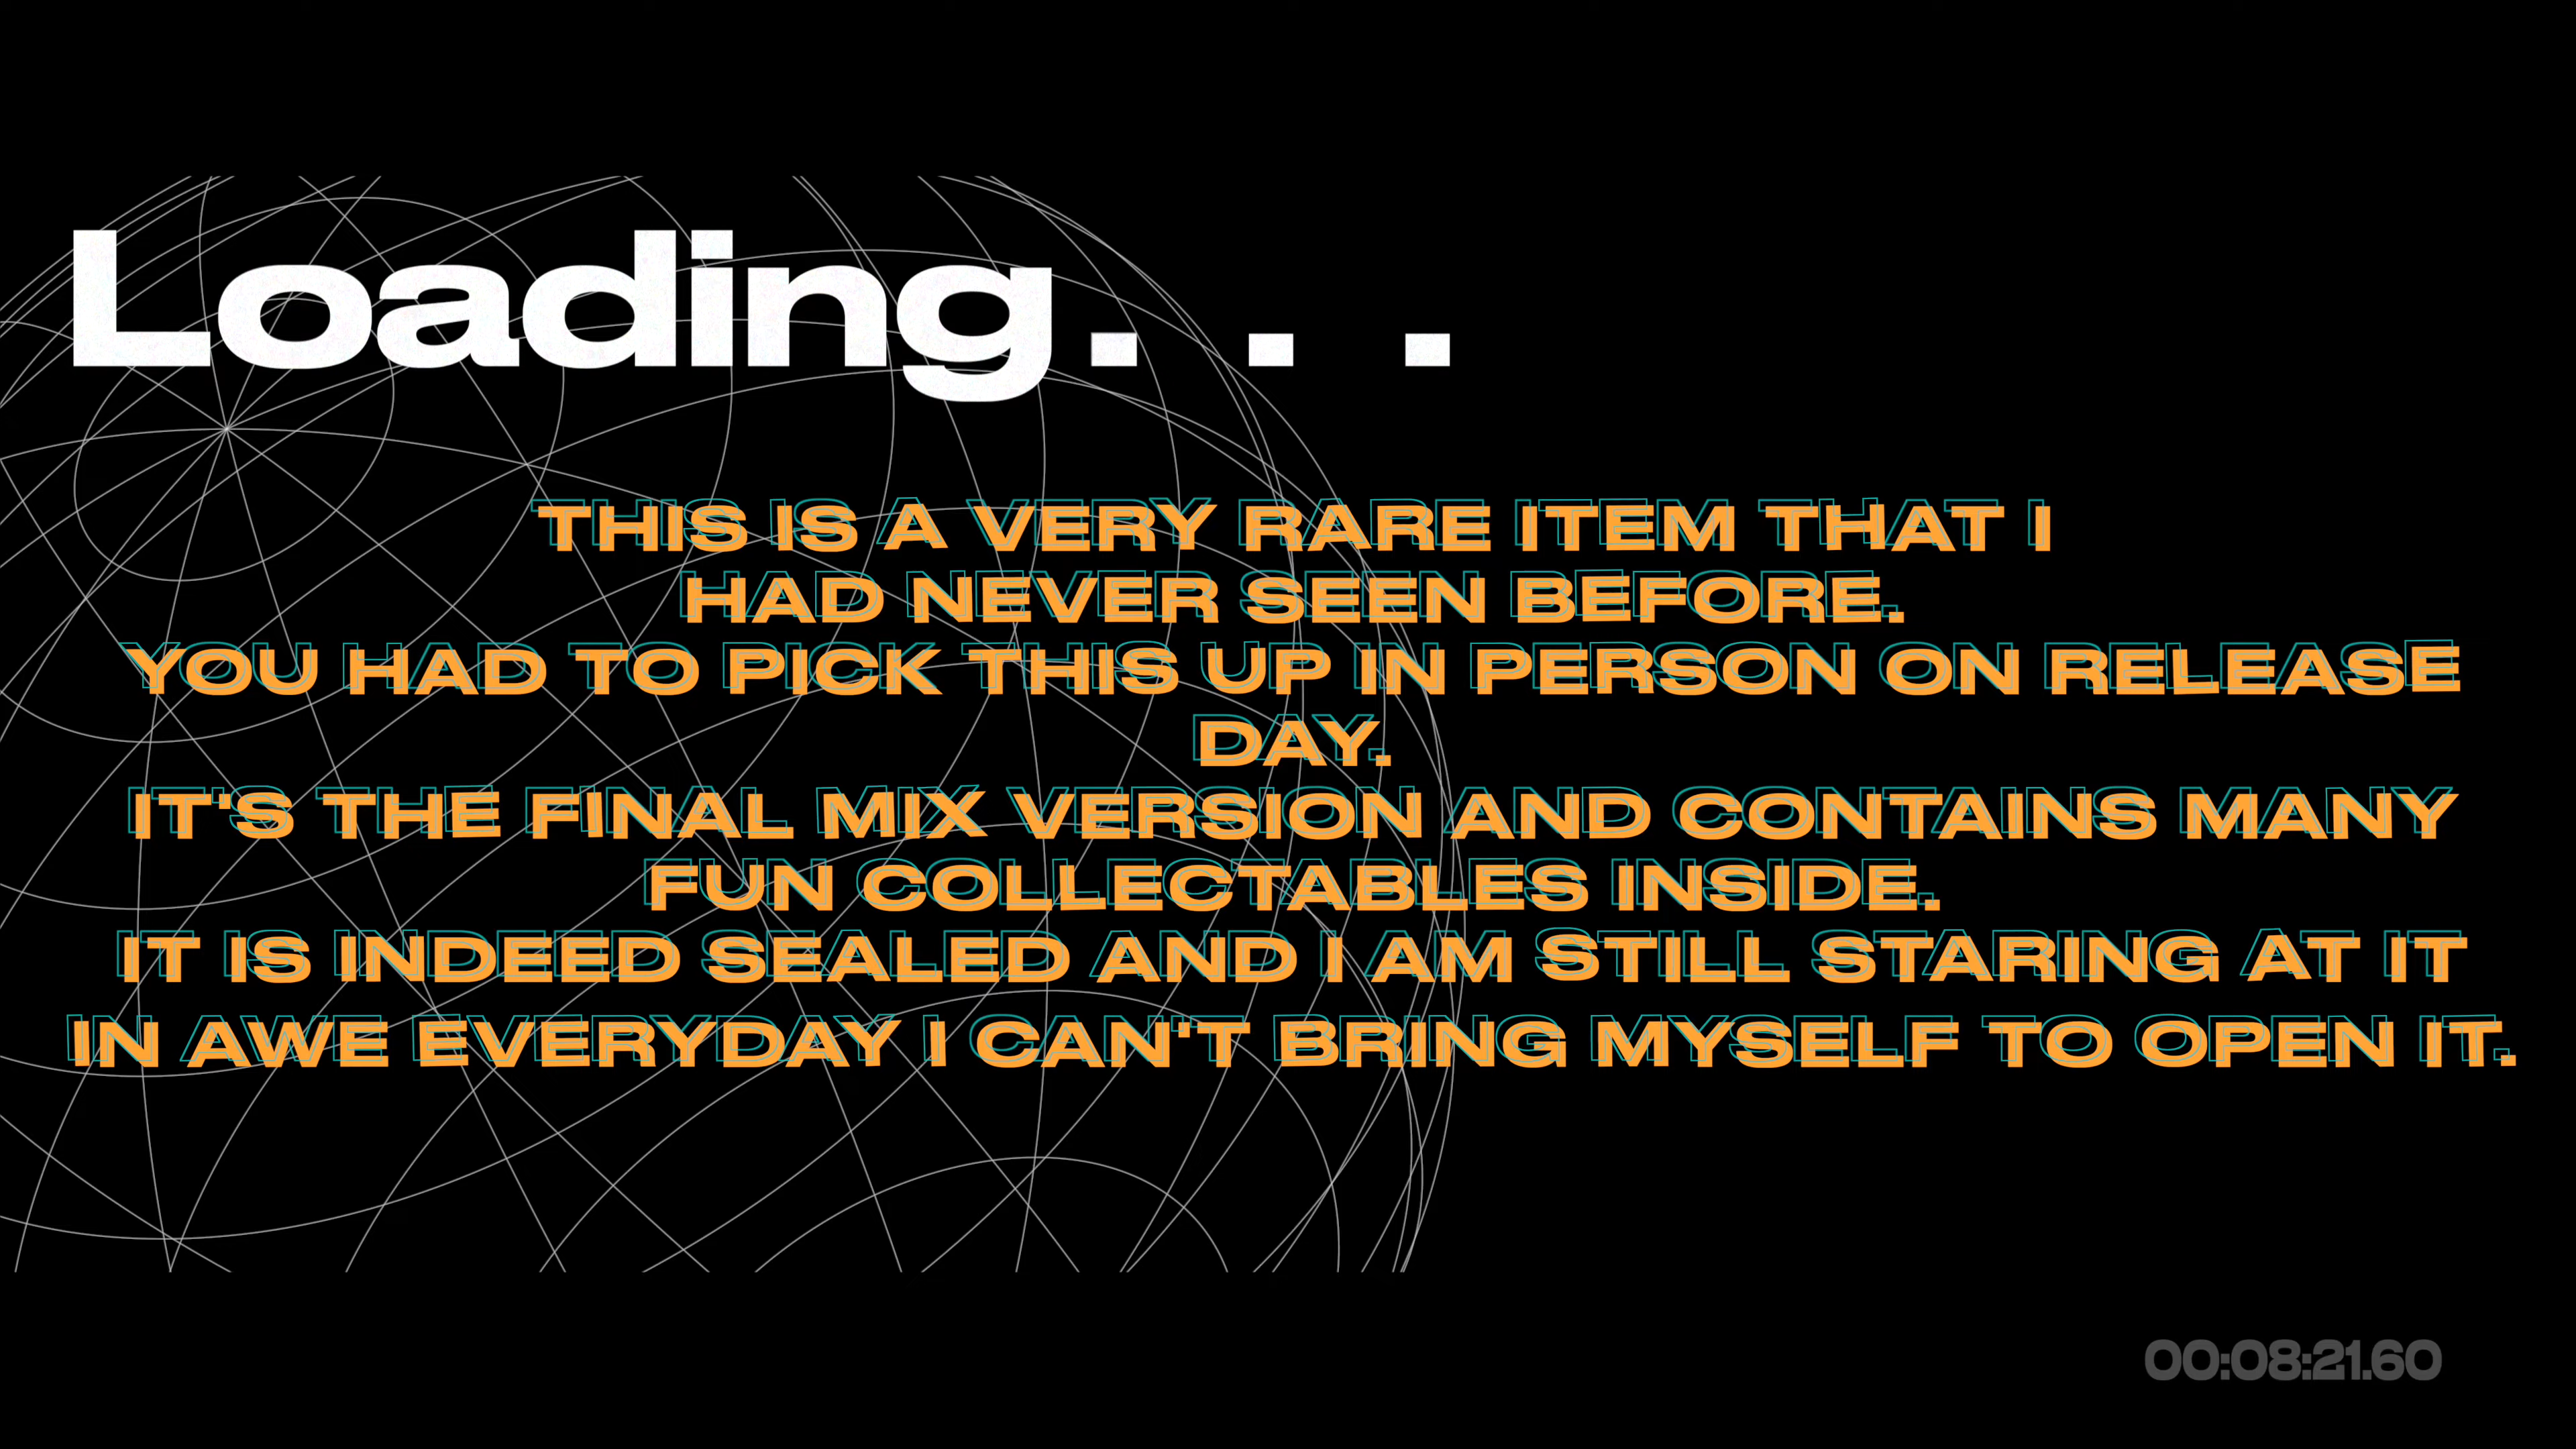 Loading...
THIS IS A VERY RARE ITEM THAT I
HAD NEVER SEEN BEFORE.
YOU HAD TO PICK THIS UP IN PERSON ON RELEASE
DAY.
IT'S THE FINAL MIX VERSION AND CONTAINS MANY
FUN COLLECTABLES INSIDE.
IT IS INDEED SEALED AND I AM STILL STARING AT IT
IN AWE EVERYDAY I CAN'T BRING MYSELF TO OPEN IT.
00:08:21.60